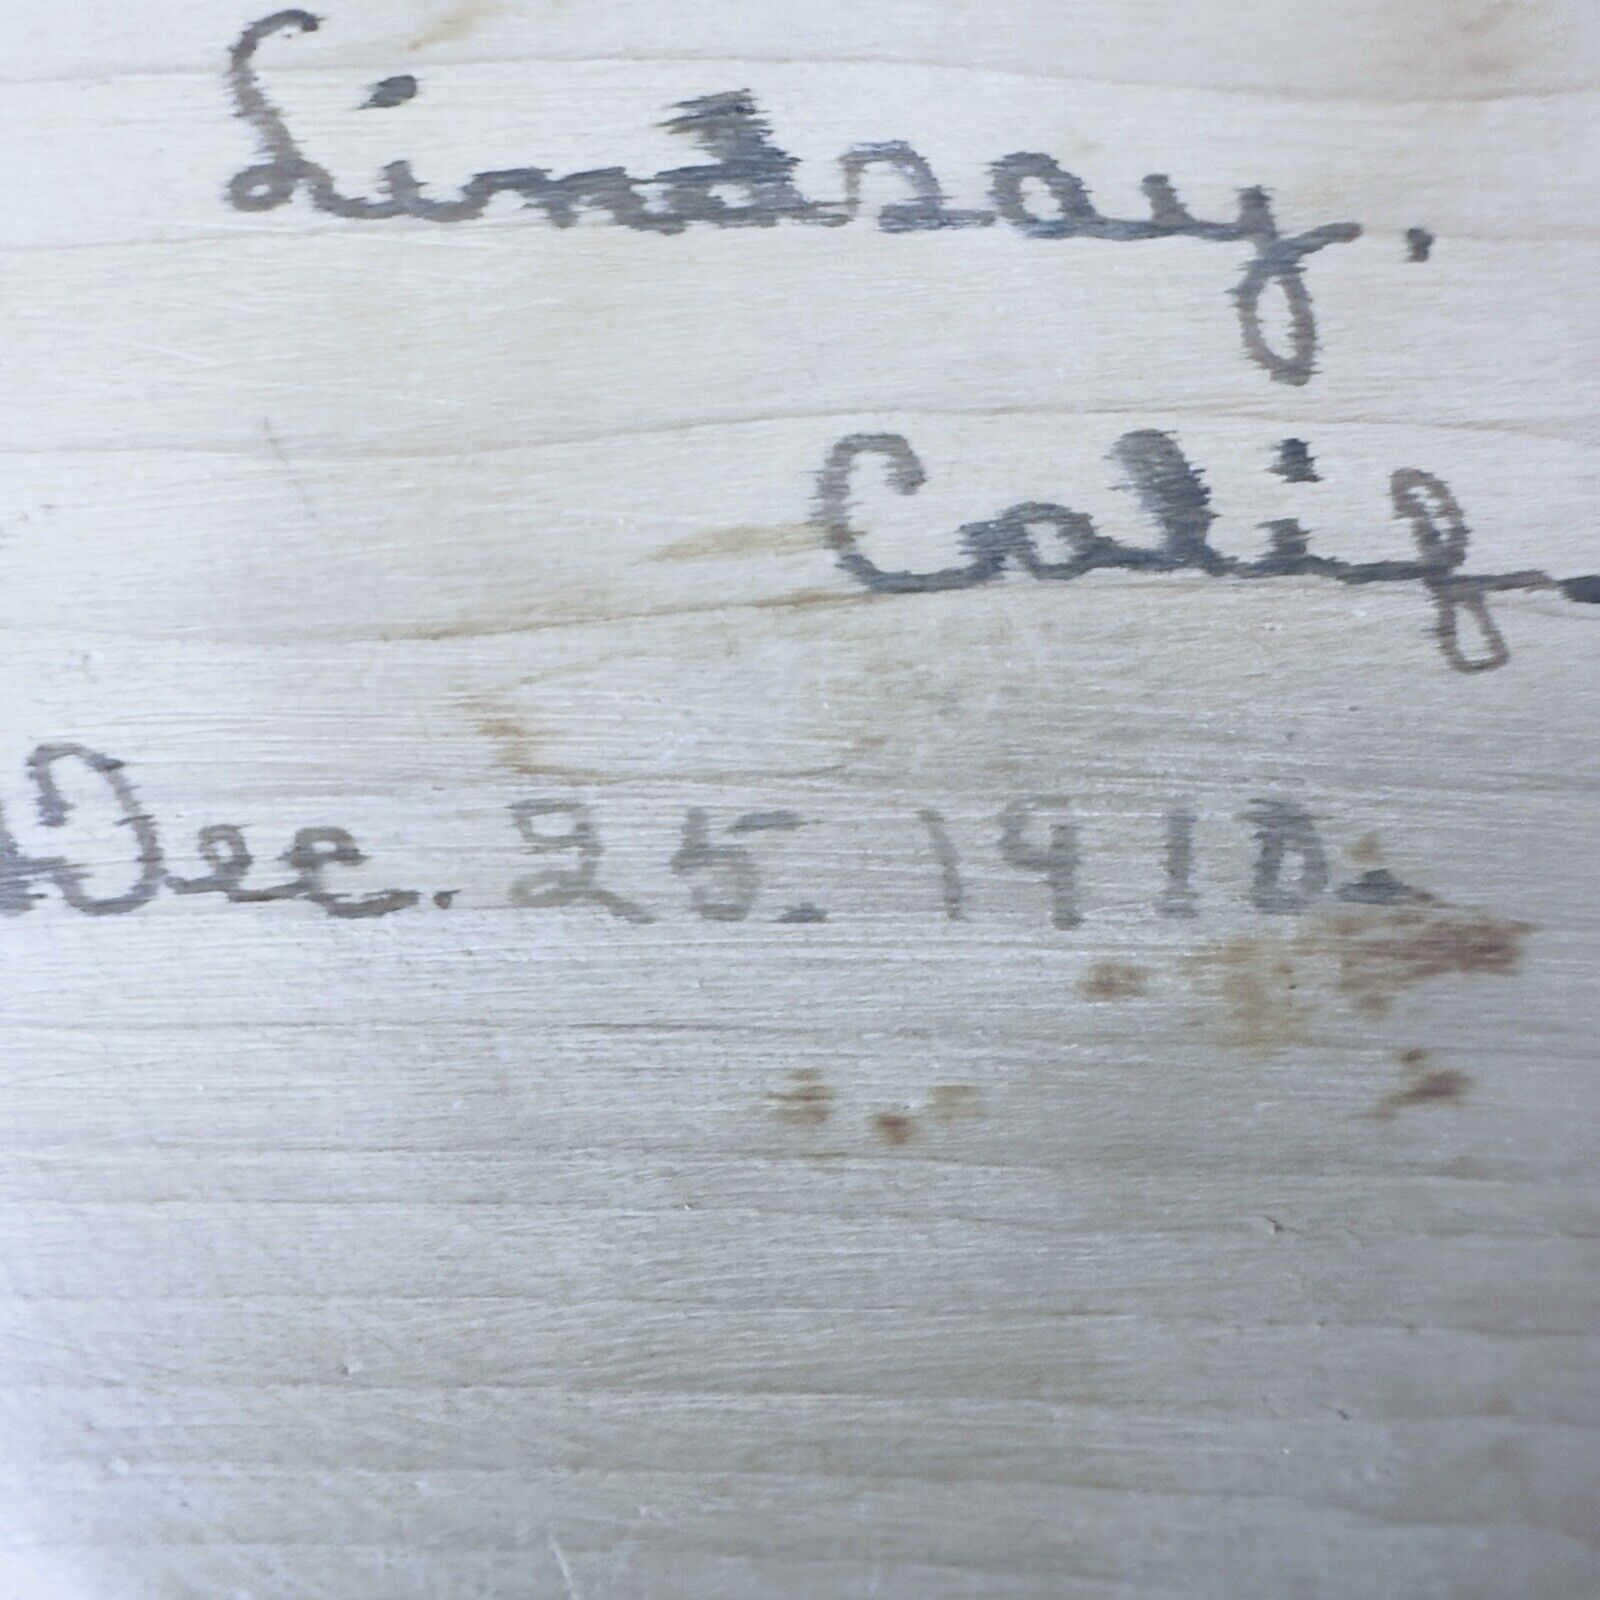 Lindsay,
Calif
Dec. 25. 1910.